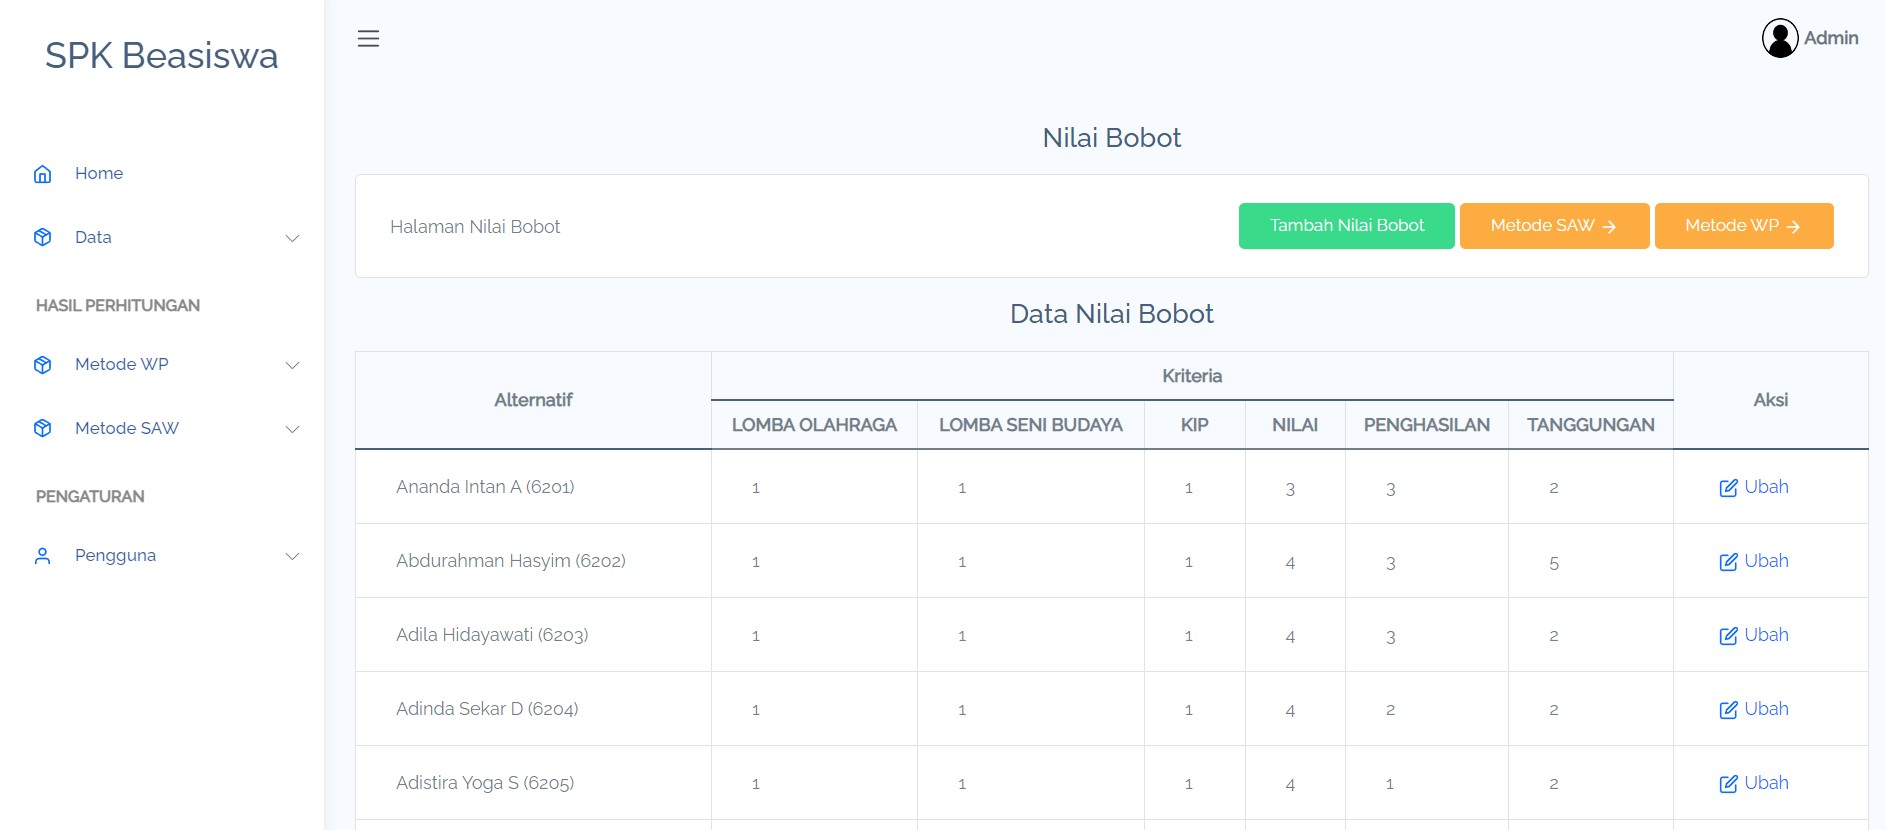 SPK Beasiswa
Home
Data
HASIL PERHITUNGAN
Metode WP
Metode SAW
PENGATURAN
Pengguna
Admin
Nilai Bobot
Halaman Nilai Bobot
Tambah Nilai Bobot
Metode SAW →
Metode WP →
Data Nilai Bobot
Alternatif Kriteria Aksi
LOMBA OLAHRAGA LOMBA SENI BUDAYA KIP NILAI PENGHASILAN TANGGUNGAN
Ananda Intan A (6201) 1 1 1 3 3 2 Ubah
Abdurahman Hasyim (6202) 1 1 1 4 3 5 Ubah
Adila Hidayawati (6203) 1 1 1 4 3 2 Ubah
Adinda Sekar D (6204) 1 1 1 4 2 2 Ubah
Adistira Yoga S (6205) 1 1 1 4 1 2 Ubah